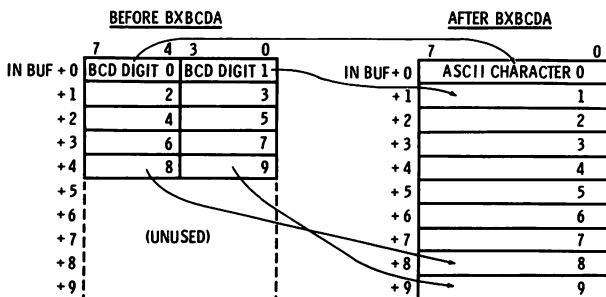 BEFORE BXBCDA
AFTER BXBCDA
7 4 3 0
7 0
IN BUF + 0 BCD DIGIT 0 BCD DIGIT 1
IN BUF + 0 ASCII CHARACTER 0
+1 2 3
+1 1
+2 4 5
+2 2
+3 6 7
+3 3
+4 8 9
+4 4
+5
+5 5
+6
+6 6
+7 (UNUSED)
+7 7
+8
+8 8
+9
+9 9